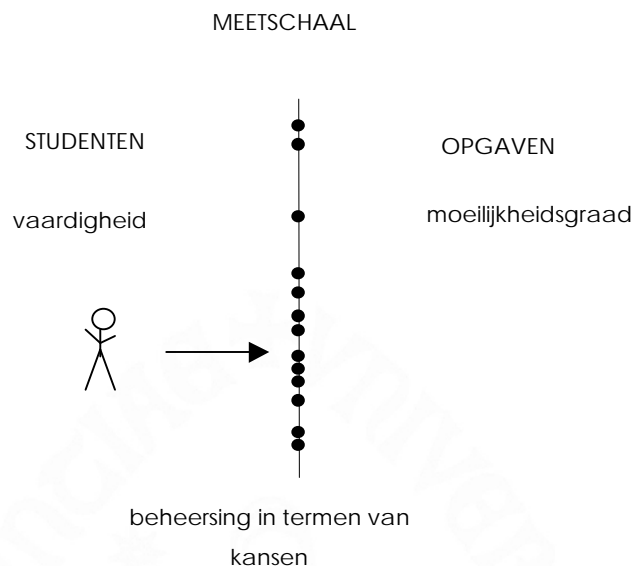 MEETSCHAAL
STUDENTEN
OPGAVEN
vaardigheid
moeilijkheidsgraad
beheersing in termen van
kansen